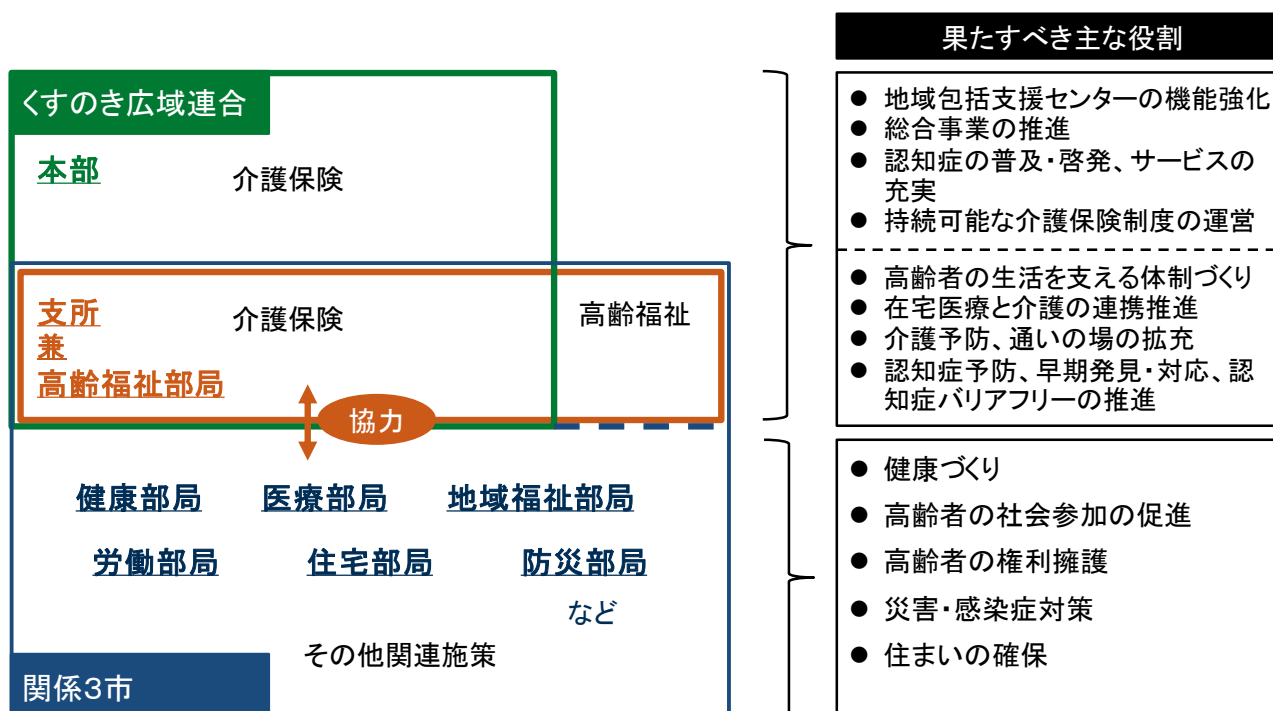 果たすべき主な役割
くすのき広域連合
本部
介護保険
支所
兼
高齢福祉部局
介護保険
高齢福祉
協力
健康部局
医療部局
地域福祉部局
労働部局
住宅部局
防災部局
など
その他関連施策
関係3市
● 地域包括支援センターの機能強化
● 総合事業の推進
● 認知症の普及・啓発、サービスの
充実
● 持続可能な介護保険制度の運営
● 高齢者の生活を支える体制づくり
● 在宅医療と介護の連携推進
● 介護予防、通いの場の拡充
● 認知症予防、早期発見・対応、認
知症バリアフリーの推進
● 健康づくり
● 高齢者の社会参加の促進
● 高齢者の権利擁護
● 災害・感染症対策
● 住まいの確保